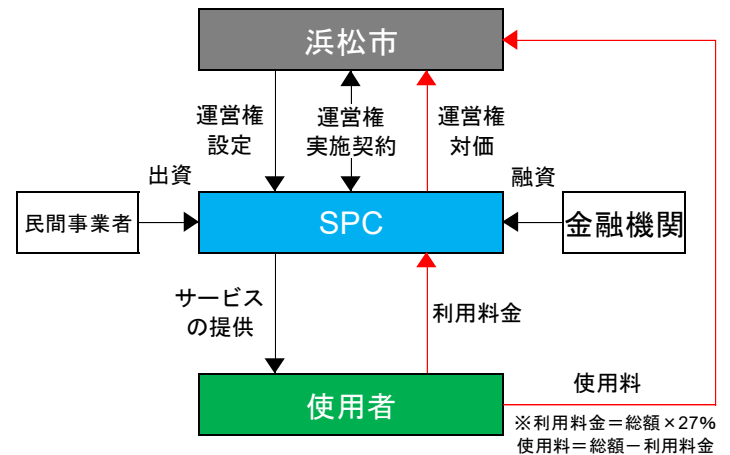 浜松市
運営権
設定
運営権
実施契約
運営権
対価
出資
融資
民間事業者
SPC
金融機関
サービス
の提供
利用料金
使用者
使用料
※利用料金＝総額×27%
使用料＝総額－利用料金